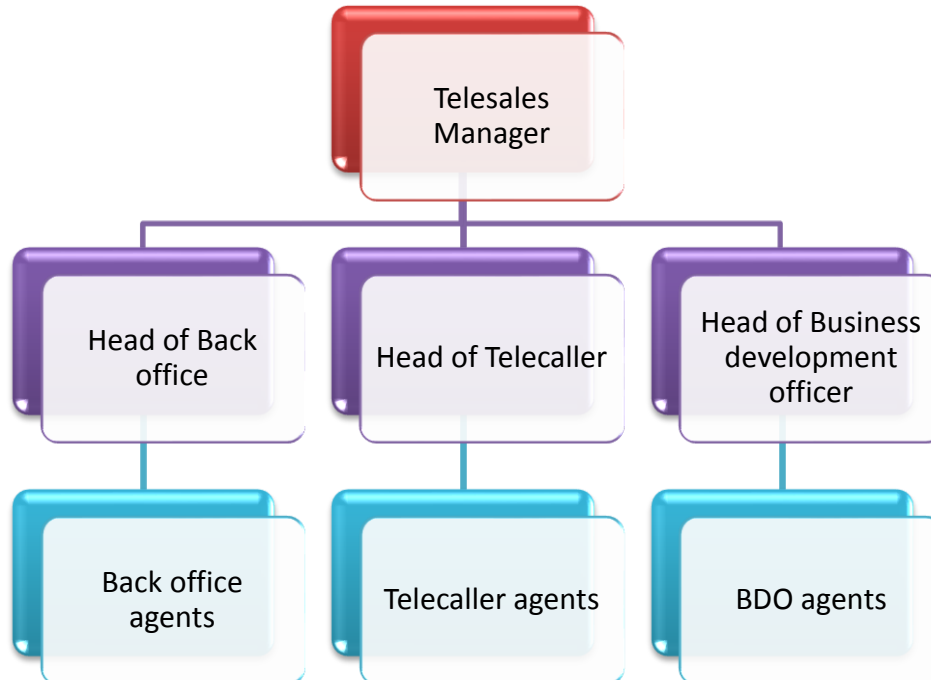 Telesales
Manager
Head of Back
office
Head of Telecaller
Head of Business
development
officer
Back office
agents
Telecaller agents
BDO agents